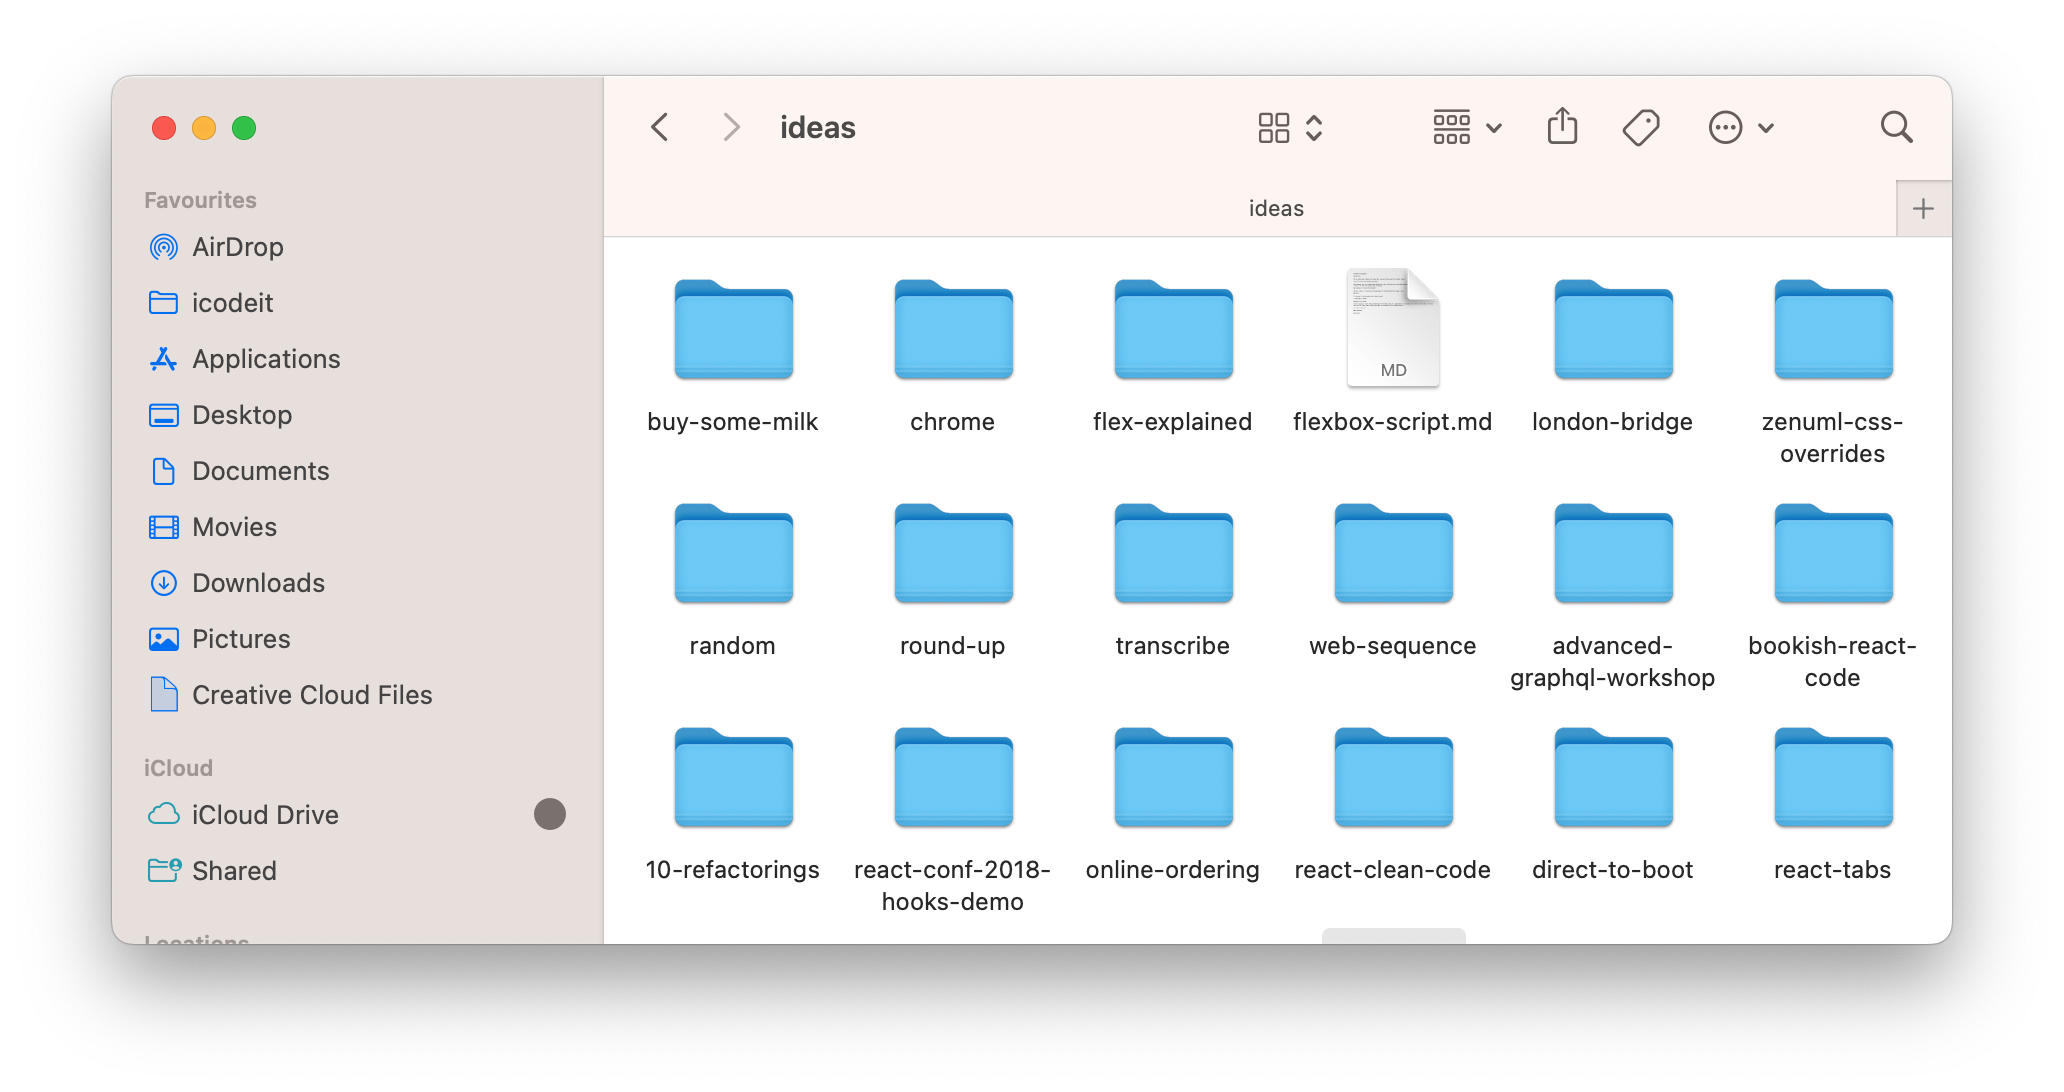 ideas
ideas
Favourites
AirDrop
icodeit
Applications
Desktop
Documents
Movies
Downloads
Pictures
Creative Cloud Files
iCloud
iCloud Drive
Shared
Locations
MD
buy-some-milk
chrome
flex-explained
flexbox-script.md
london-bridge
zenuml-css-
overrides
random
round-up
transcribe
web-sequence
advanced-
graphql-workshop
bookish-react-
code
10-refactorings
react-conf-2018-
hooks-demo
online-ordering
react-clean-code
direct-to-boot
react-tabs